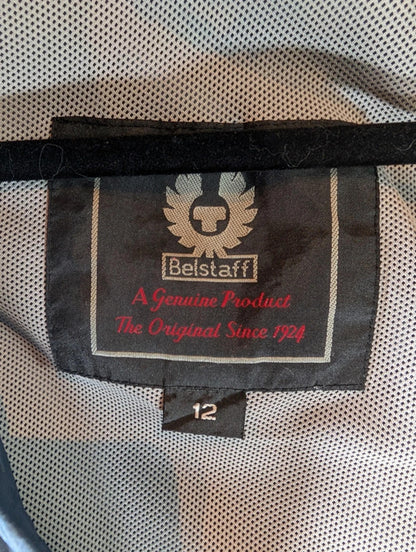 Belstaff
A Genuine Product
The Original Since 1924
12